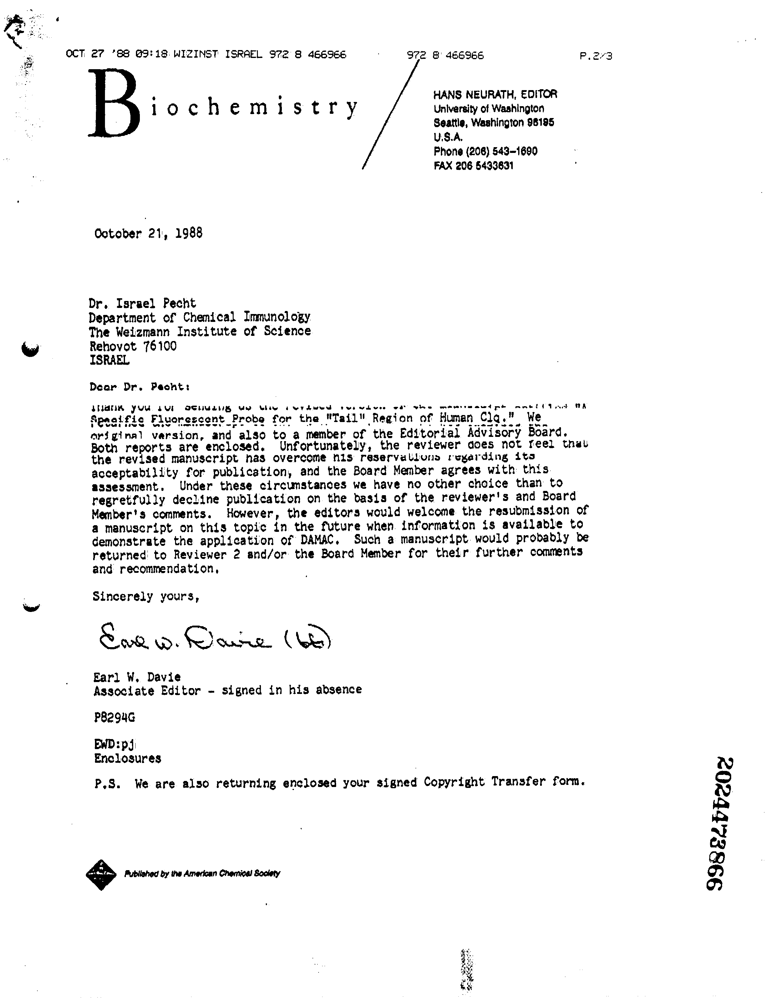 OCT 27 '88 09:18 WIZINST ISRAEL 972 8 466966 972 8 466966 P.2/3
Biochemistry
HANS NEURATH, EDITOR
University of Washington
Seattle, Washington 98195
U.S.A.
Phone (206) 543-1690
FAX 206 5433631
October 21, 1988
Dr. Israel Pecht
Department of Chemical Immunology
The Weizmann Institute of Science
Rehovot 76100
ISRAEL
Dear Dr. Pecht:
Thank you for sending us the revised version of the
Specific Fluorescent Probe for the "Tail" Region of Human Clq." We
original version, and also to a member of the Editorial Advisory Board.
Both reports are enclosed. Unfortunately, the reviewer does not feel that
the revised manuscript has overcome his reservations regarding its
acceptability for publication, and the Board Member agrees with this
assessment. Under these circumstances we have no other choice than to
regretfully decline publication on the basis of the reviewer's and Board
Member's comments. However, the editors would welcome the resubmission of
a manuscript on this topic in the future when information is available to
demonstrate the application of DAMAC. Such a manuscript would probably be
returned to Reviewer 2 and/or the Board Member for their further comments
and recommendation.
Sincerely yours,
Earl W. Davie
Earl W. Davie
Associate Editor - signed in his absence
P8294G
EWD:pj
Enclosures
P.S. We are also returning enclosed your signed Copyright Transfer form.
Published by the American Chemical Society
2024473866